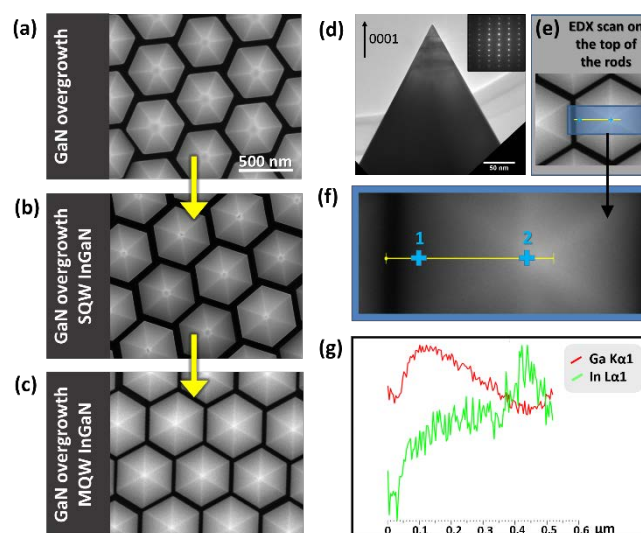 (a)
GaN overgrowth
500 nm
(b)
GaN overgrowth
SQW InGaN
(c)
GaN overgrowth
MQW InGaN
(d)
0001
50 nm
(e)
EDX scan on
the top of
the rods
(f)
1
2
(g)
Ga Kα1
In Lα1
0 0.1 0.2 0.3 0.4 0.5 0.6 μm